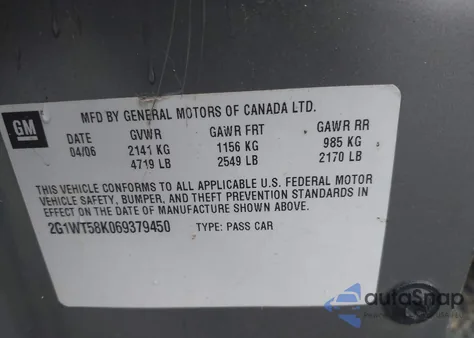 MFD BY GENERAL MOTORS OF CANADA LTD.
GM
DATE GVWR GAWR FRT GAWR RR
04/06 2141 KG 1156 KG 985 KG
4719 LB 2549 LB 2170 LB
THIS VEHICLE CONFORMS TO ALL APPLICABLE U.S. FEDERAL MOTOR
VEHICLE SAFETY, BUMPER, AND THEFT PREVENTION STANDARDS IN
EFFECT ON THE DATE OF MANUFACTURE SHOWN ABOVE.
2G1WT58K069379450 TYPE: PASS CAR
autoSnap